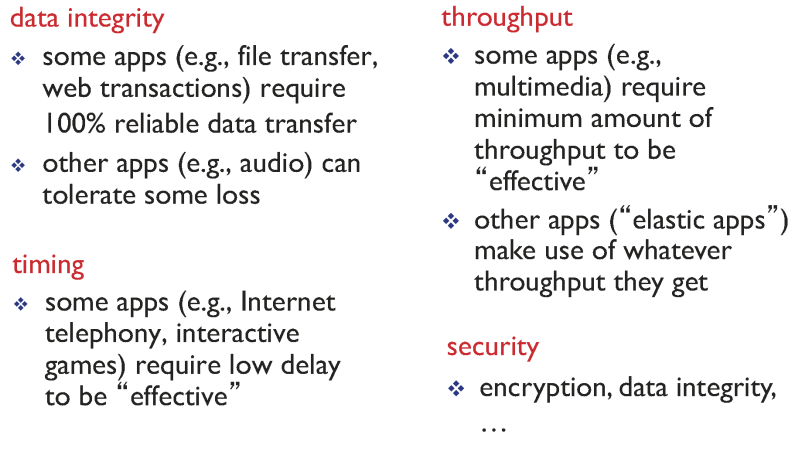 data integrity
❖ some apps (e.g., file transfer,
web transactions) require
100% reliable data transfer
❖ other apps (e.g., audio) can
tolerate some loss
timing
❖ some apps (e.g., Internet
telephony, interactive
games) require low delay
to be “effective”
throughput
❖ some apps (e.g.,
multimedia) require
minimum amount of
throughput to be
“effective”
❖ other apps (“elastic apps”)
make use of whatever
throughput they get
security
❖ encryption, data integrity,
…